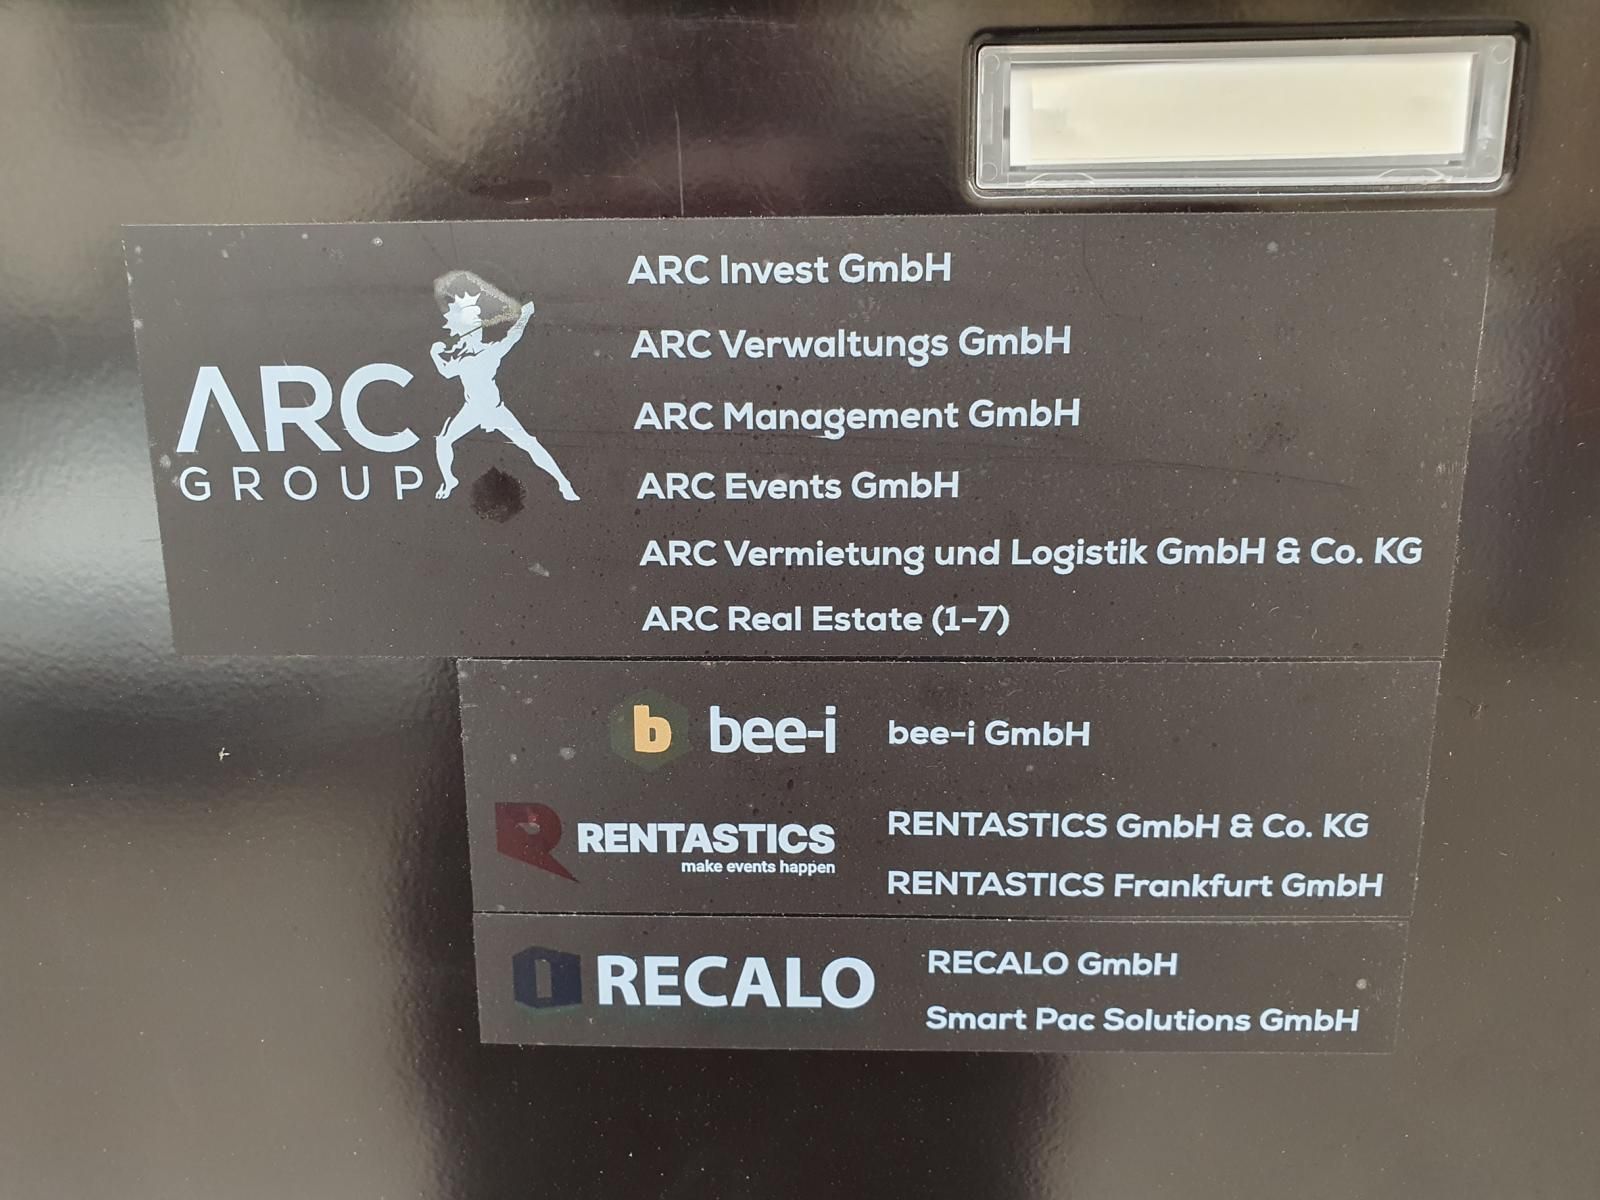 ARC
GROUP
ARC Invest GmbH
ARC Verwaltungs GmbH
ARC Management GmbH
ARC Events GmbH
ARC Vermietung und Logistik GmbH & Co. KG
ARC Real Estate (1-7)
b bee-i
bee-i GmbH
R RENTASTICS
make events happen
RENTASTICS GmbH & Co. KG
RENTASTICS Frankfurt GmbH
RECALO
RECALO GmbH
Smart Pac Solutions GmbH